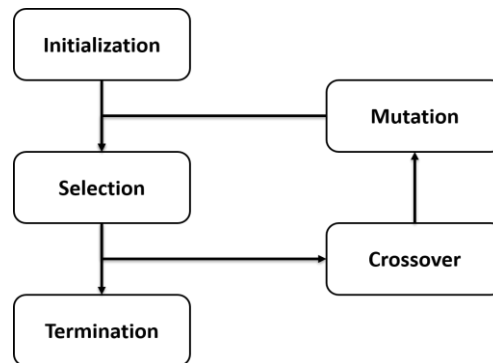 Initialization
Mutation
Selection
Crossover
Termination